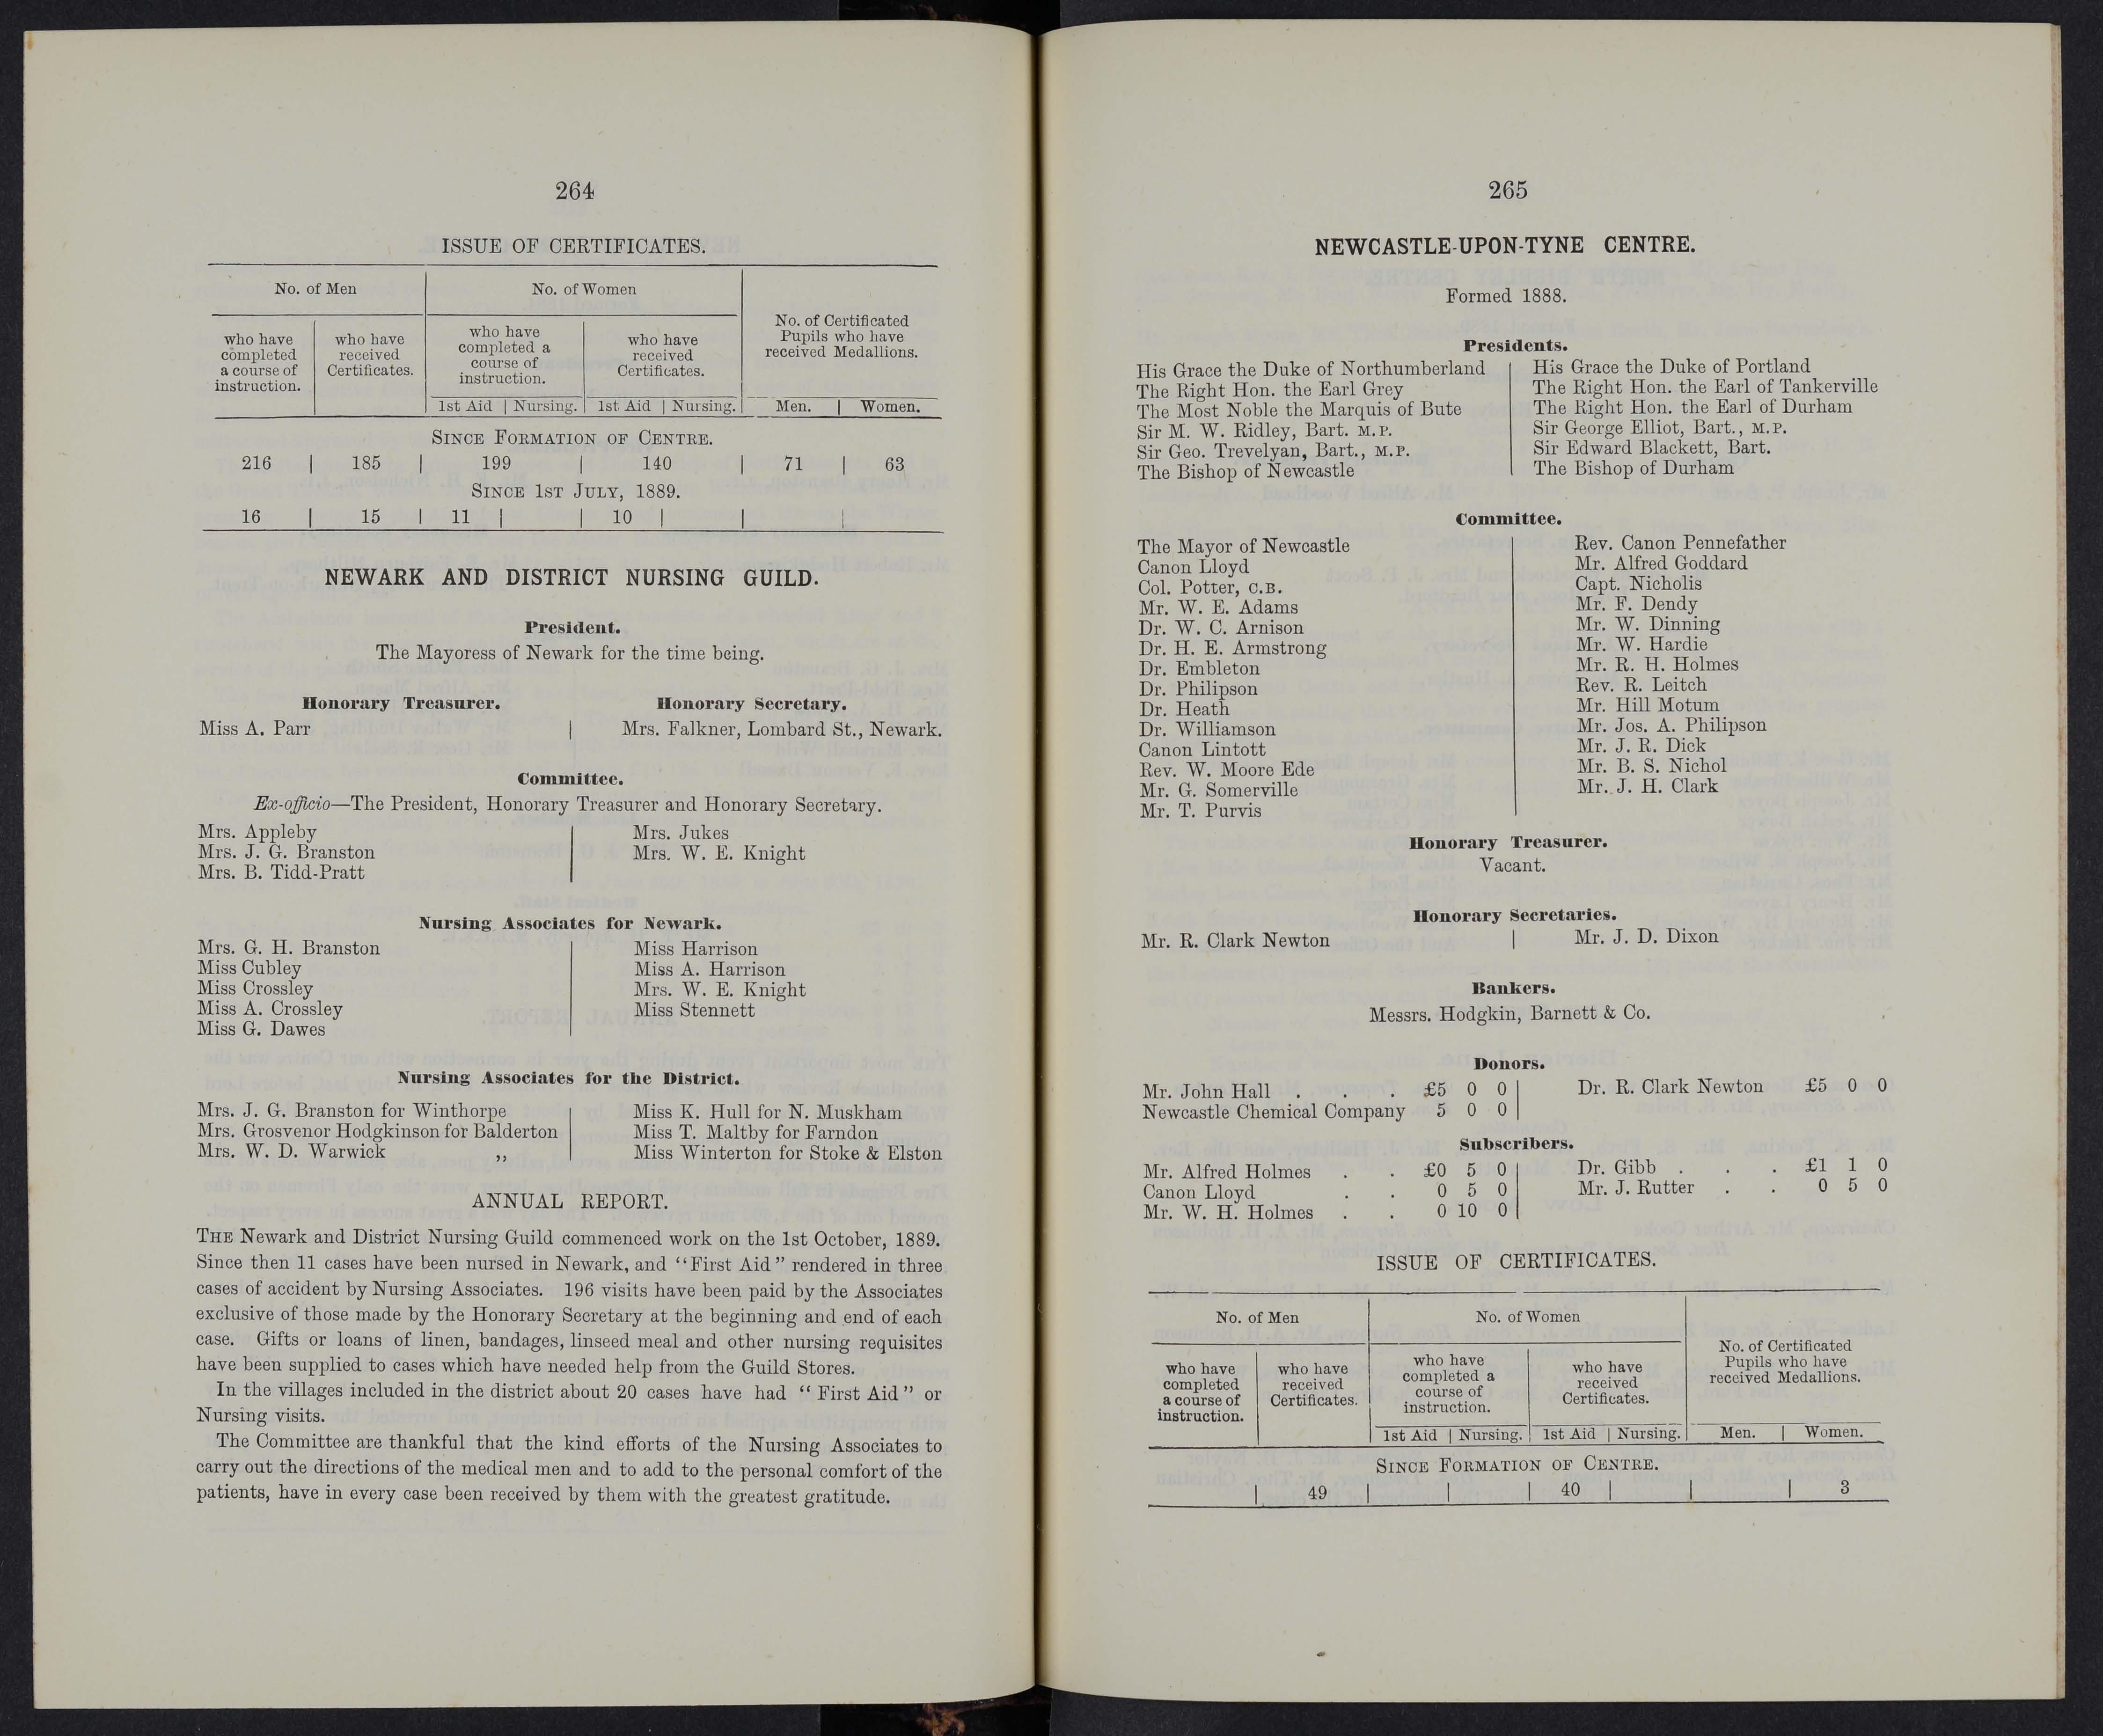 264
ISSUE OF CERTIFICATES.
No. of Men
No. of Women
No. of Certificated
Pupils who have
received Medallions.
who have
completed
a course of
instruction.
who have
received
Certificates.
who have
completed a
course of
instruction.
who have
received
Certificates.
1st Aid | Nursing.
1st Aid | Nursing.
Men. | Women.
SINCE FORMATION OF CENTRE.
216 | 185 | 199 | 140 | 71 | 63
SINCE 1ST JULY, 1889.
16 | 15 | 11 | | 10 | | |
NEWARK AND DISTRICT NURSING GUILD.
President.
The Mayoress of Newark for the time being.
Honorary Treasurer.
Miss A. Parr
Honorary Secretary.
Mrs. Falkner, Lombard St., Newark.
Committee.
Ex-officio—The President, Honorary Treasurer and Honorary Secretary.
Mrs. Appleby
Mrs. J. G. Branston
Mrs. B. Tidd-Pratt
Mrs. Jukes
Mrs. W. E. Knight
Nursing Associates for Newark.
Mrs. G. H. Branston
Miss Cubley
Miss Crossley
Miss A. Crossley
Miss G. Dawes
Miss Harrison
Miss A. Harrison
Mrs. W. E. Knight
Miss Stennett
Nursing Associates for the District.
Mrs. J. G. Branston for Winthorpe
Mrs. Grosvenor Hodgkinson for Balderton
Mrs. W. D. Warwick „
Miss K. Hull for N. Muskham
Miss T. Maltby for Farndon
Miss Winterton for Stoke & Elston
ANNUAL REPORT.
THE Newark and District Nursing Guild commenced work on the 1st October, 1889.
Since then 11 cases have been nursed in Newark, and "First Aid" rendered in three
cases of accident by Nursing Associates. 196 visits have been paid by the Associates
exclusive of those made by the Honorary Secretary at the beginning and end of each
case. Gifts or loans of linen, bandages, linseed meal and other nursing requisites
have been supplied to cases which have needed help from the Guild Stores.
In the villages included in the district about 20 cases have had "First Aid" or
Nursing visits.
The Committee are thankful that the kind efforts of the Nursing Associates to
carry out the directions of the medical men and to add to the personal comfort of the
patients, have in every case been received by them with the greatest gratitude.
265
NEWCASTLE-UPON-TYNE CENTRE.
Formed 1888.
Presidents.
His Grace the Duke of Northumberland
The Right Hon. the Earl Grey
The Most Noble the Marquis of Bute
Sir M. W. Ridley, Bart. M.P.
Sir Geo. Trevelyan, Bart., M.P.
The Bishop of Newcastle
His Grace the Duke of Portland
The Right Hon. the Earl of Tankerville
The Right Hon. the Earl of Durham
Sir George Elliot, Bart., M.P.
Sir Edward Blackett, Bart.
The Bishop of Durham
Committee.
The Mayor of Newcastle
Canon Lloyd
Col. Potter, C.B.
Mr. W. E. Adams
Dr. W. C. Arnison
Dr. H. E. Armstrong
Dr. Embleton
Dr. Philipson
Dr. Heath
Dr. Williamson
Canon Lintott
Rev. W. Moore Ede
Mr. G. Somerville
Mr. T. Purvis
Rev. Canon Pennefather
Mr. Alfred Goddard
Capt. Nicholis
Mr. F. Dendy
Mr. W. Dinning
Mr. W. Hardie
Mr. R. H. Holmes
Rev. R. Leitch
Mr. Hill Motum
Mr. Jos. A. Philipson
Mr. J. R. Dick
Mr. B. S. Nichol
Mr. J. H. Clark
Honorary Treasurer.
Vacant.
Honorary Secretaries.
Mr. R. Clark Newton | Mr. J. D. Dixon
Bankers.
Messrs. Hodgkin, Barnett & Co.
Donors.
Mr. John Hall . . . £5 0 0
Newcastle Chemical Company 5 0 0
Dr. R. Clark Newton £5 0 0
Subscribers.
Mr. Alfred Holmes . . £0 5 0
Canon Lloyd . . 0 5 0
Mr. W. H. Holmes . . 0 10 0
Dr. Gibb . . . £1 1 0
Mr. J. Rutter . . 0 5 0
ISSUE OF CERTIFICATES.
No. of Men
No. of Women
No. of Certificated
Pupils who have
received Medallions.
who have
completed
a course of
instruction.
who have
received
Certificates.
who have
completed a
course of
instruction.
who have
received
Certificates.
1st Aid | Nursing.
1st Aid | Nursing.
Men. | Women.
SINCE FORMATION OF CENTRE.
| 49 | | | 40 | | | 3